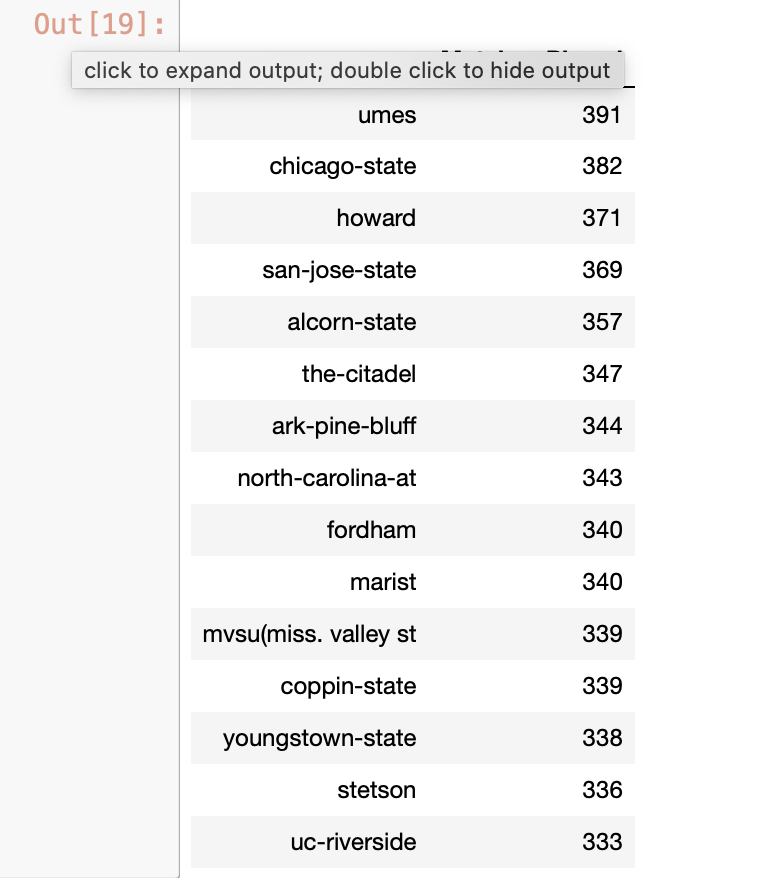 Out[19]:
click to expand output; double click to hide output
umes 391
chicago-state 382
howard 371
san-jose-state 369
alcorn-state 357
the-citadel 347
ark-pine-bluff 344
north-carolina-at 343
fordham 340
marist 340
mvsu(miss. valley st 339
coppin-state 339
youngstown-state 338
stetson 336
uc-riverside 333